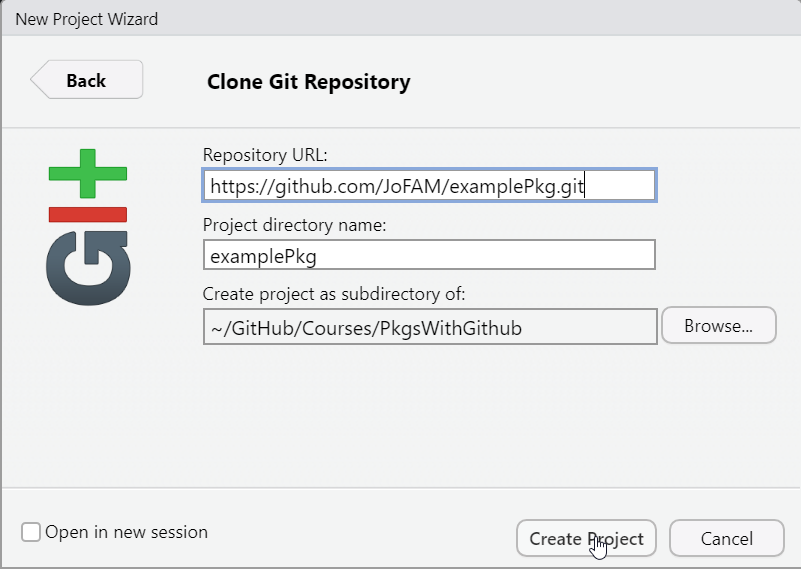 New Project Wizard
Back
Clone Git Repository
GIt
Repository URL:
https://github.com/JoFAM/examplePkg.git
Project directory name:
examplePkg
Create project as subdirectory of:
~/GitHub/Courses/PkgsWithGithub
Browse...
Open in new session
Create Project
Cancel